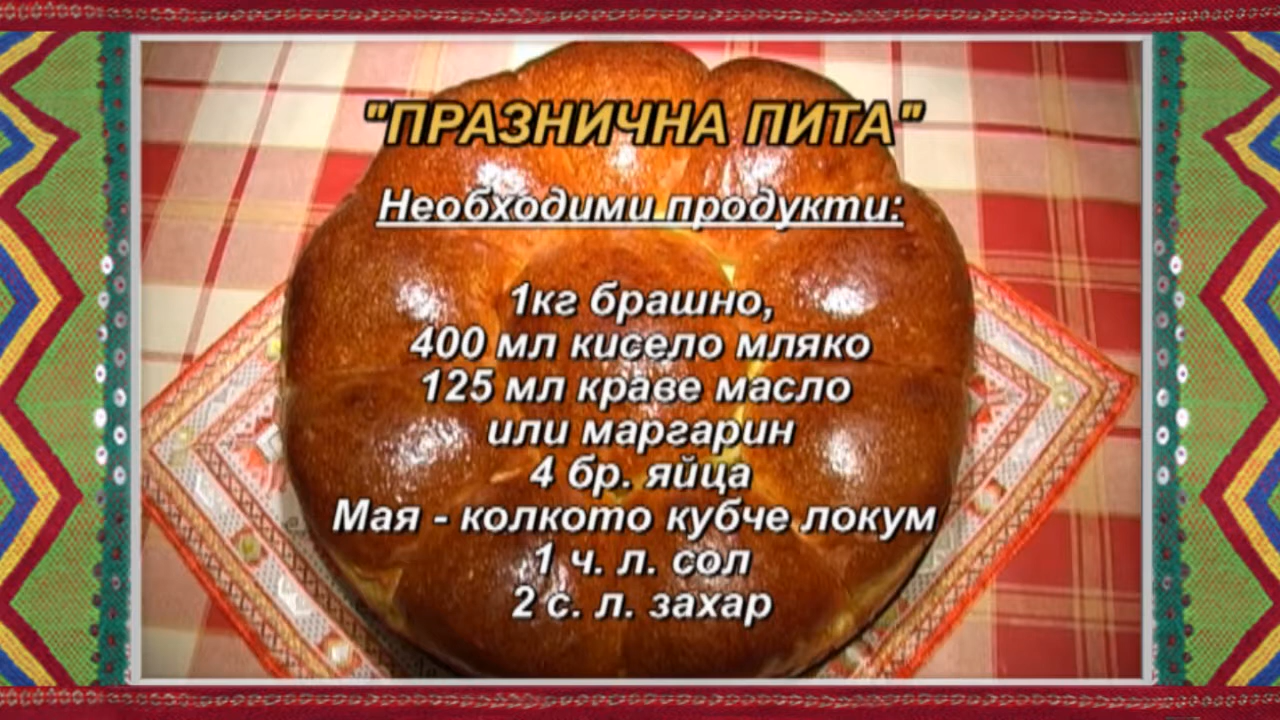 "ПРАЗНИЧНА ПИТА"
Необходими продукти:
1кг брашно,
400 мл кисело мляко
125 мл краве масло
или маргарин
4 бр. яйца
Мая - колкото кубче локум
1 ч. л. сол
2 с. л. захар